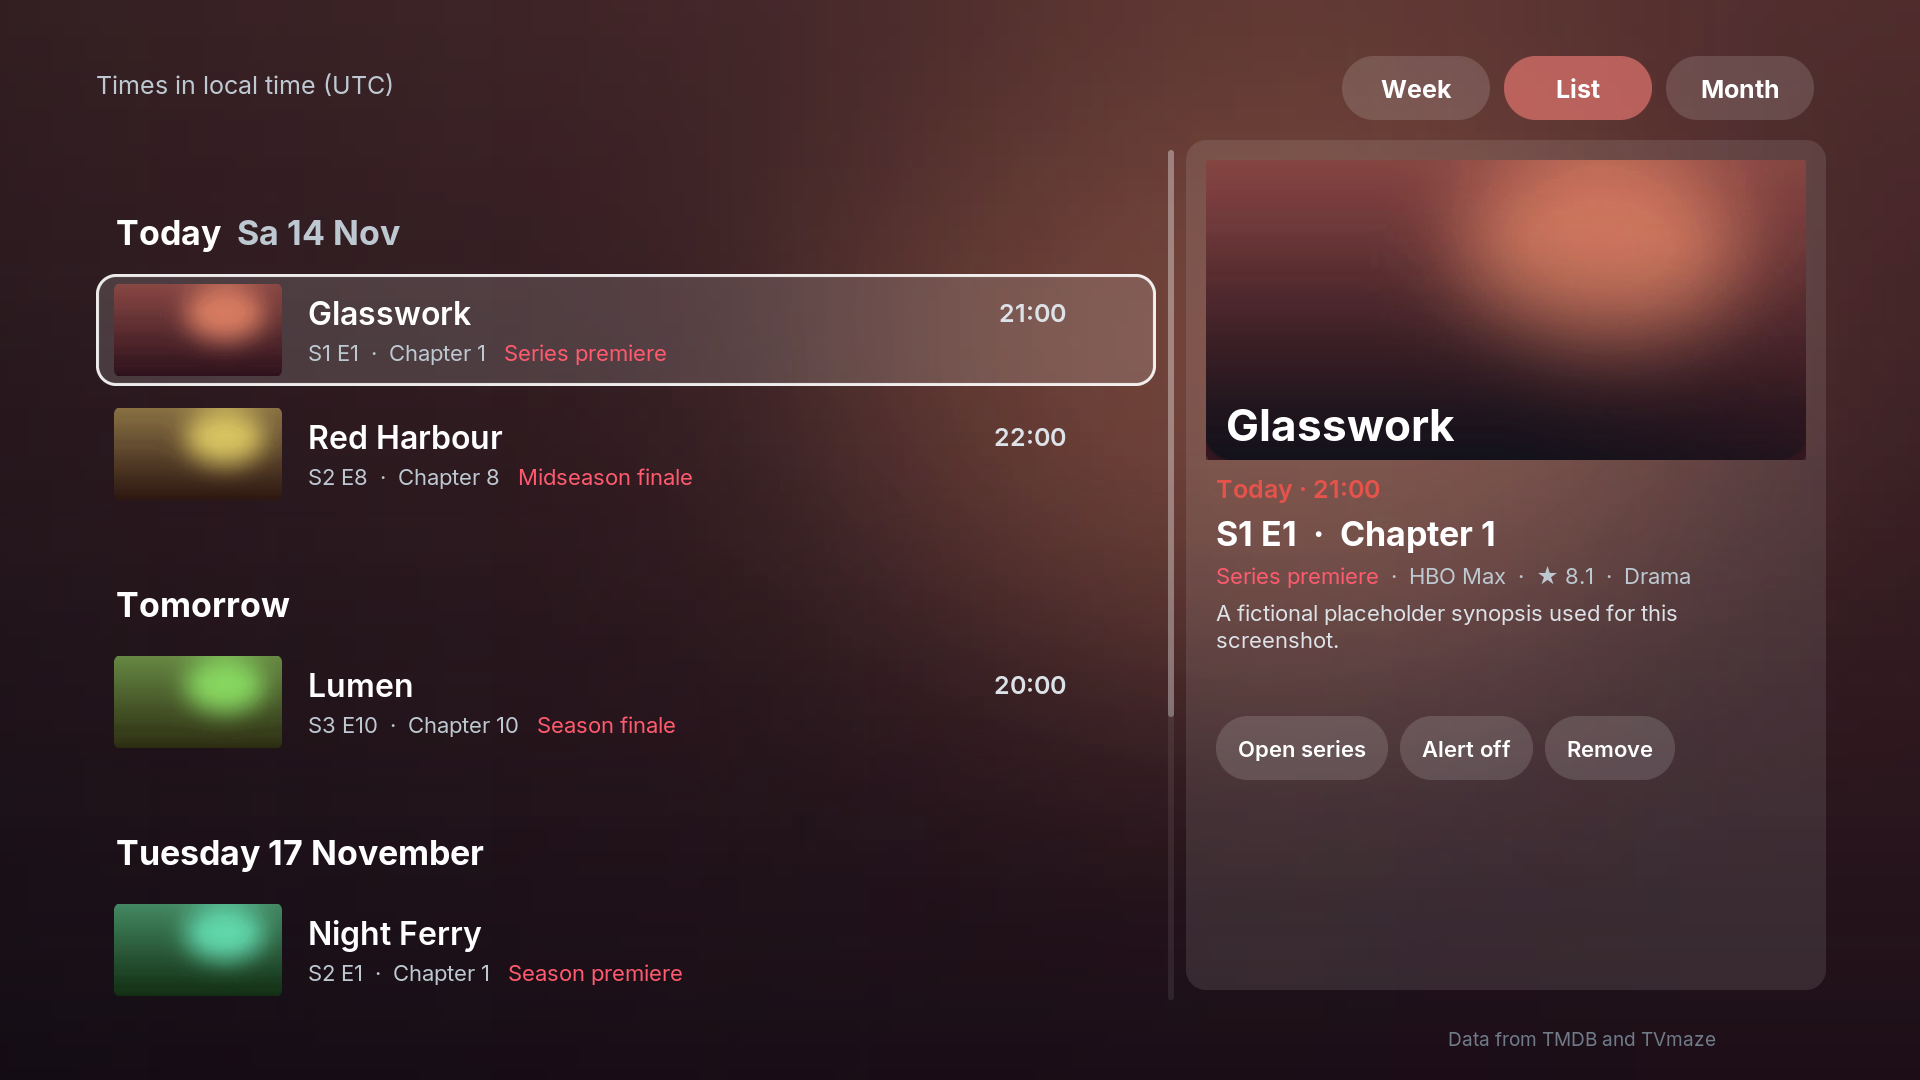 Times in local time (UTC)
Week
List
Month
Today Sa 14 Nov
Glasswork
21:00
S1 E1 · Chapter 1 Series premiere
Red Harbour
22:00
S2 E8 · Chapter 8 Midseason finale
Tomorrow
Lumen
20:00
S3 E10 · Chapter 10 Season finale
Tuesday 17 November
Night Ferry
S2 E1 · Chapter 1 Season premiere
Glasswork
Today · 21:00
S1 E1 · Chapter 1
Series premiere · HBO Max · ★ 8.1 · Drama
A fictional placeholder synopsis used for this
screenshot.
Open series
Alert off
Remove
Data from TMDB and TVmaze